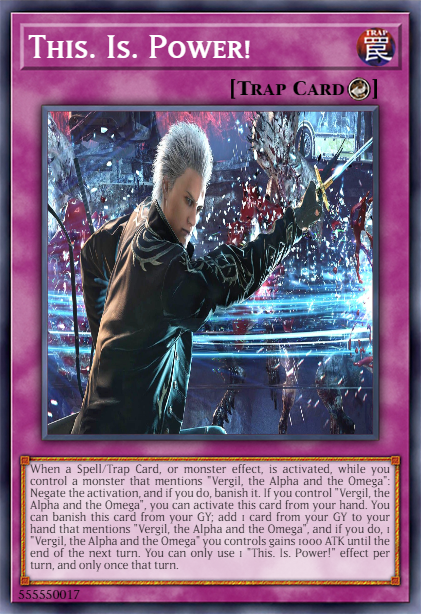 This. Is. Power!
TRAP
罠
[Trap Card]
When a Spell/Trap Card, or monster effect, is activated, while you
control a monster that mentions "Vergil, the Alpha and the Omega":
Negate the activation, and if you do, banish it. If you control "Vergil, the
Alpha and the Omega", you can activate this card from your hand. You
can banish this card from your GY; add 1 card from your GY to your
hand that mentions "Vergil, the Alpha and the Omega", and if you do, 1
"Vergil, the Alpha and the Omega" you controls gains 1000 ATK until the
end of the next turn. You can only use 1 "This. Is. Power!" effect per
turn, and only once that turn.
555550017